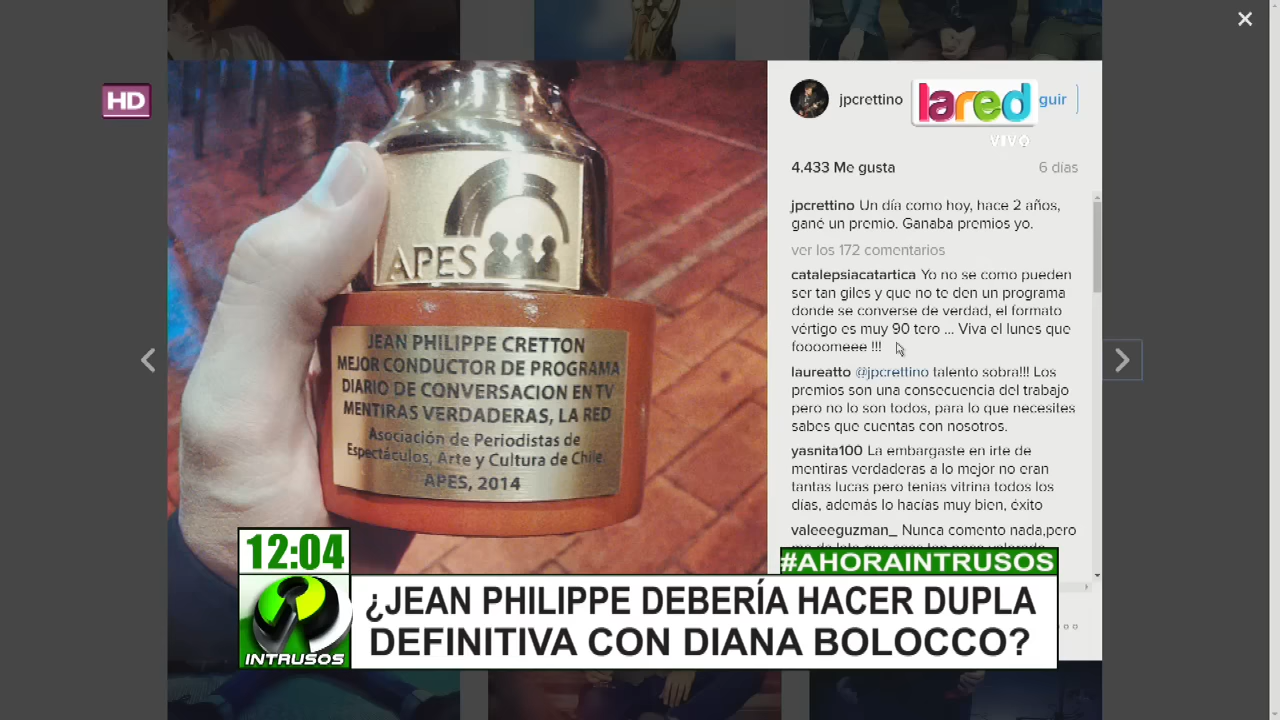 HD
jpcrettino
lared
guir
VIVO
4.433 Me gusta
6 días
jpcrettino Un día como hoy, hace 2 años,
gané un premio. Ganaba premios yo.
ver los 172 comentarios
catalepsiacatartica Yo no se como pueden
ser tan giles y que no te den un programa
donde se converse de verdad, el formato
vértigo es muy 90 tero ... Viva el lunes que
foooomeee !!!
laureatto @jpcrettino talento sobra!!! Los
premios son una consecuencia del trabajo
pero no lo son todos, para lo que necesites
sabes que cuentas con nosotros.
yasnita100 La embargaste en irte de
mentiras verdaderas a lo mejor no eran
tantas lucas pero tenias vitrina todos los
días, además lo hacías muy bien, éxito
valeeeguzman_ Nunca comento nada,pero
APES
JEAN PHILIPPE CRETTON
MEJOR CONDUCTOR DE PROGRAMA
DIARIO DE CONVERSACION EN TV
MENTIRAS VERDADERAS, LA RED
Asociación de Periodistas de
Espectáculos, Arte y Cultura de Chile.
APES, 2014
12:04
#AHORAINTRUSOS
¿JEAN PHILIPPE DEBERÍA HACER DUPLA
DEFINITIVA CON DIANA BOLOCCO?
INTRUSOS